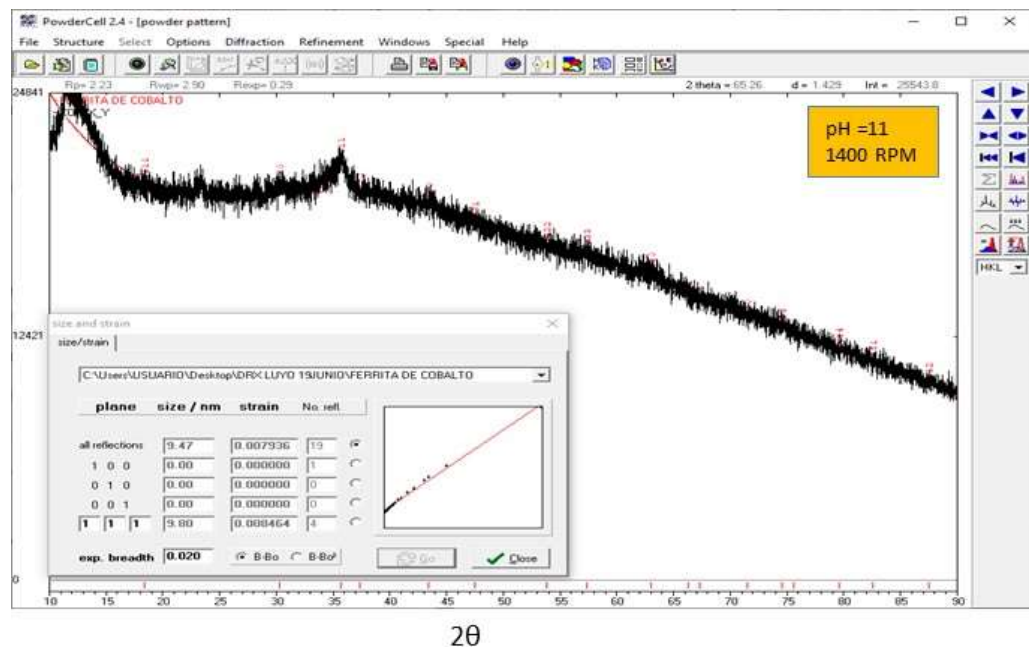 PowderCell 2.4 - [powder pattern]
File Structure Select Options Diffraction Refinement Windows Special Help
Rp= 2.23 Rwp= 2.90 Rexp= 0.29 2 theta = 65.26 d = 1.429 Int = 25543.8
24841
FERRITA DE COBALTO
pH =11
1400 RPM
HKL
12421
size and strain
size/strain
C:\Users\USUARIO\Desktop\DRX LUYO 19JUNIO\FERRITA DE COBALTO
plane size / nm strain No. refl.
all reflections 9.47 0.007936 19
1 0 0 0.00 0.000000 1
0 1 0 0.00 0.000000 0
0 0 1 0.00 0.000000 0
1 1 1 9.80 0.008464 4
exp. breadth 0.020 B-Bo B-Bo² Go Close
0
10 15 20 25 30 35 40 45 50 55 60 65 70 75 80 85 90
2θ